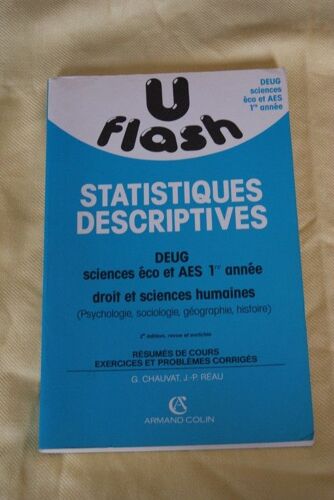 U
flash
DEUG
sciences
éco et AES
1re année
STATISTIQUES
DESCRIPTIVES
DEUG
sciences éco et AES 1re année
droit et sciences humaines
(Psychologie, sociologie, géographie, histoire)
2e édition, revue et enrichie
RÉSUMÉS DE COURS
EXERCICES ET PROBLÈMES CORRIGÉS
G. CHAUVAT, J.-P. RÉAU
AC
ARMAND COLIN